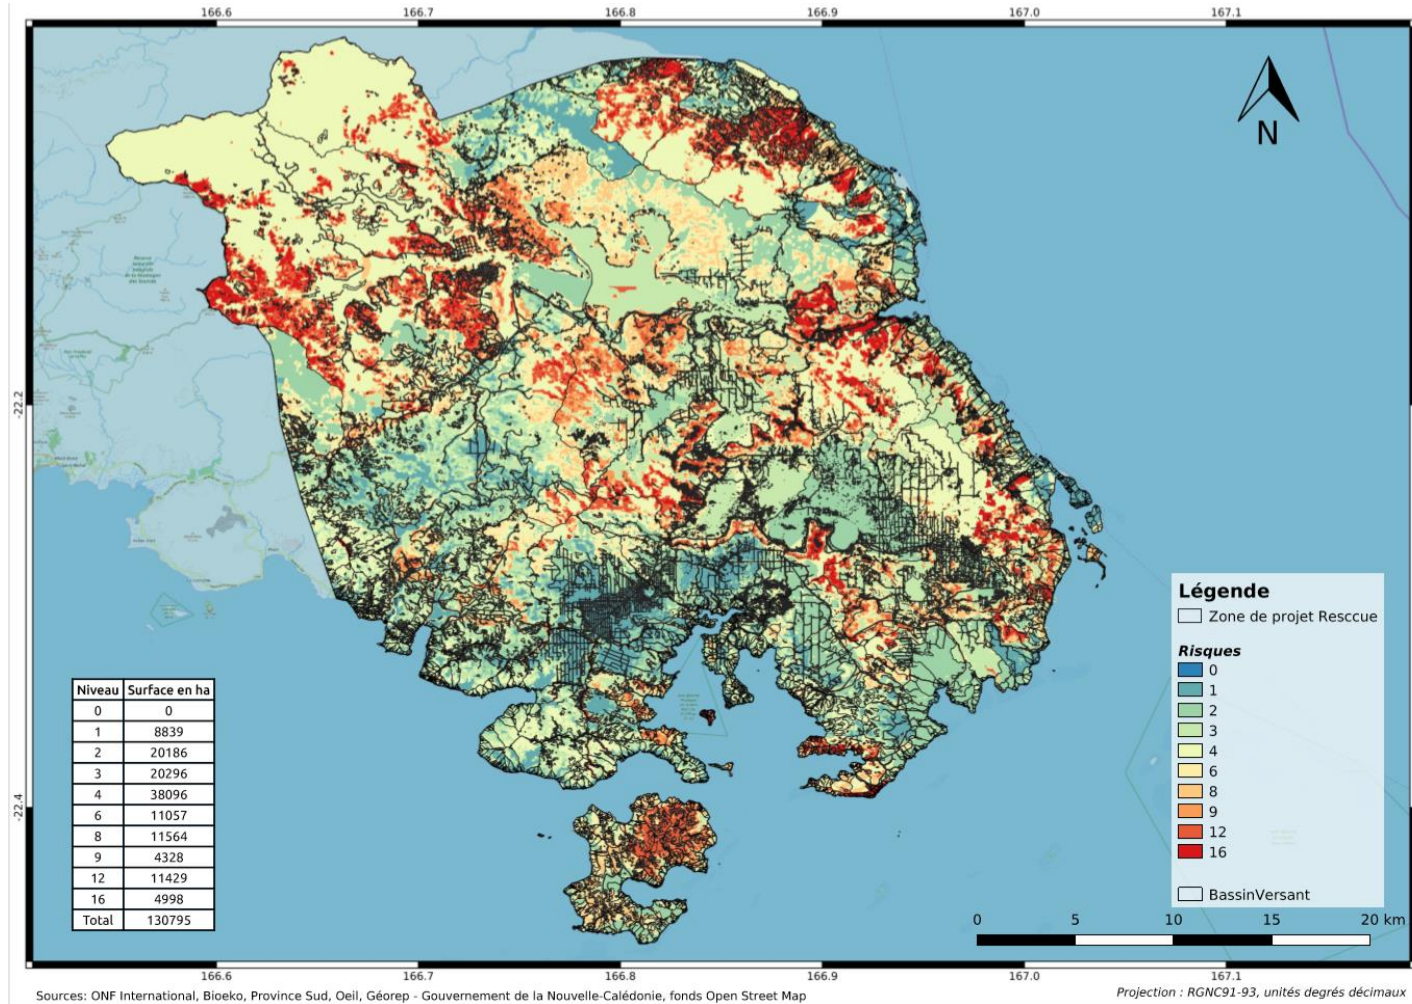 166.6 166.7 166.8 166.9 167.0 167.1
N
-22.2
-22.4
Légende
Zone de projet Resccue
Risques
0
1
2
3
4
6
8
9
12
16
BassinVersant
Niveau Surface en ha
0 0
1 8839
2 20186
3 20296
4 38096
6 11057
8 11564
9 4328
12 11429
16 4998
Total 130795
0 5 10 15 20 km
166.6 166.7 166.8 166.9 167.0 167.1
Sources: ONF International, Bioeko, Province Sud, Oeil, Géorep - Gouvernement de la Nouvelle-Calédonie, fonds Open Street Map
Projection : RGNC91-93, unités degrés décimaux